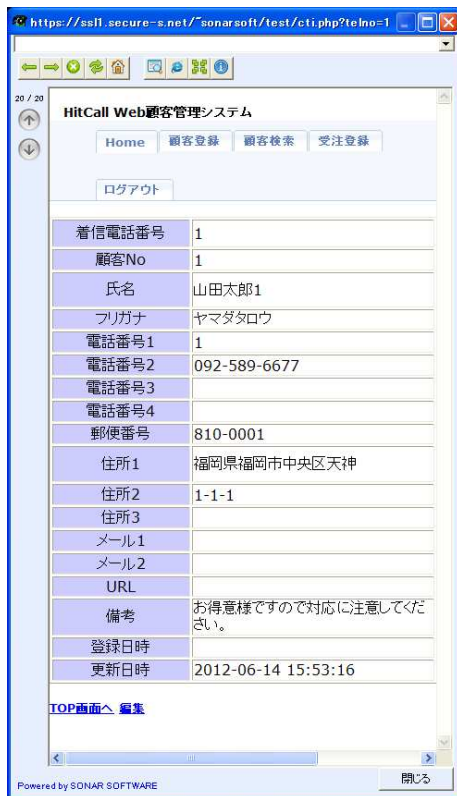 https://ssl1.secure-s.net/~sonarsoft/test/cti.php?telno=1
20 / 20
HitCall Web顧客管理システム
Home 顧客登録 顧客検索 受注登録
ログアウト
着信電話番号 1
顧客No 1
氏名 山田太郎1
フリガナ ヤマダタロウ
電話番号1 1
電話番号2 092-589-6677
電話番号3
電話番号4
郵便番号 810-0001
住所1 福岡県福岡市中央区天神
住所2 1-1-1
住所3
メール1
メール2
URL
備考 お得意様ですので対応に注意してくだ
さい。
登録日時
更新日時 2012-06-14 15:53:16
TOP画面へ 編集
Powered by SONAR SOFTWARE 閉じる